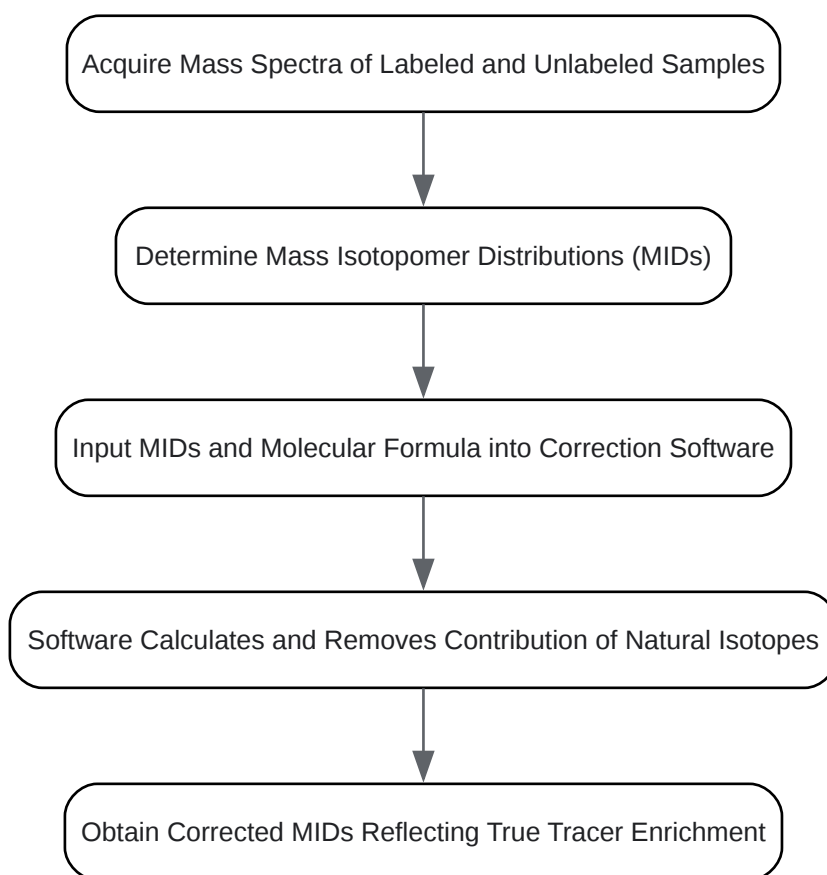 Acquire Mass Spectra of Labeled and Unlabeled Samples
Determine Mass Isotopomer Distributions (MIDs)
Input MIDs and Molecular Formula into Correction Software
Software Calculates and Removes Contribution of Natural Isotopes
Obtain Corrected MIDs Reflecting True Tracer Enrichment